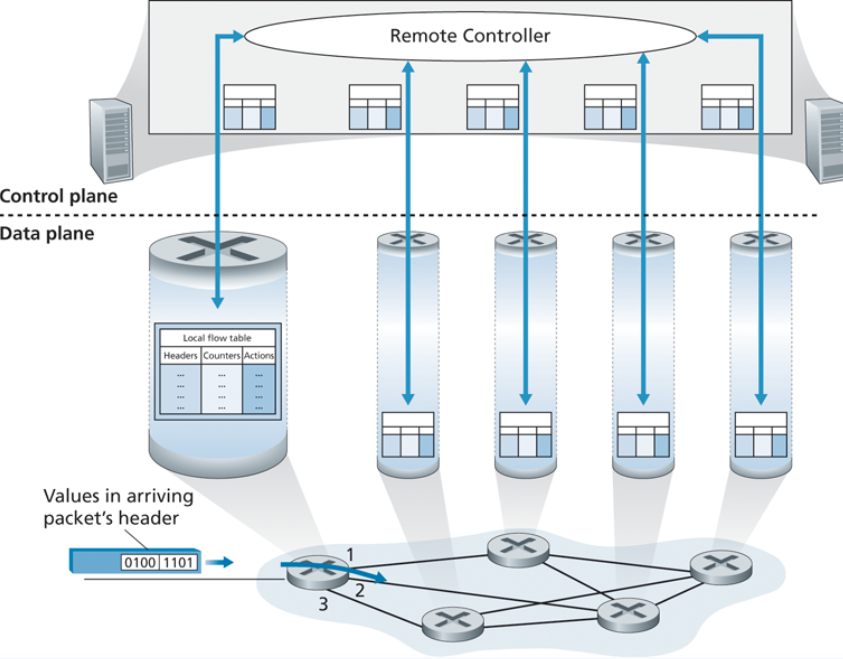 Remote Controller
Control plane
Data plane
Local flow table
Headers Counters Actions
... ... ...
... ... ...
... ... ...
... ... ...
Values in arriving
packet's header
0100 1101
1
2
3